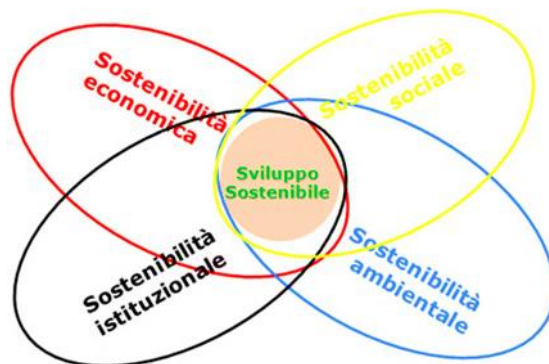 Sostenibilità
economica
Sostenibilità
sociale
Sviluppo
Sostenibile
Sostenibilità
istituzionale
Sostenibilità
ambientale